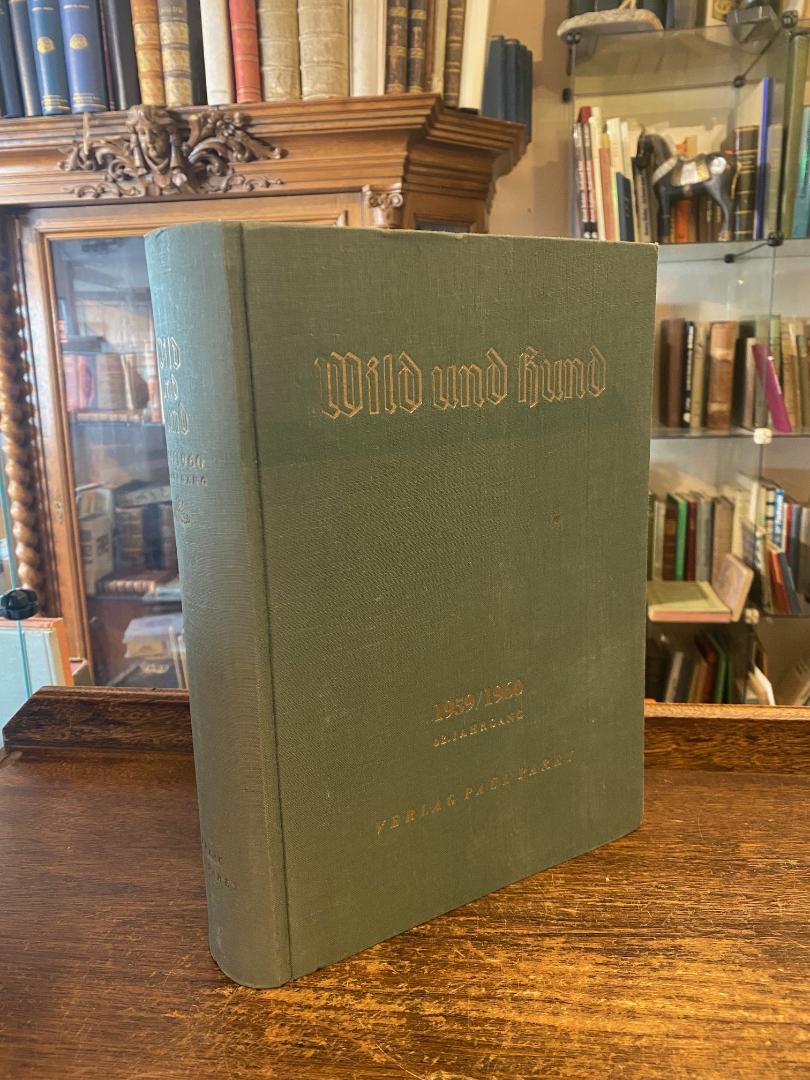 Wild und Hund
1959/1960
62. JAHRGANG
VERLAG PAUL PAREY